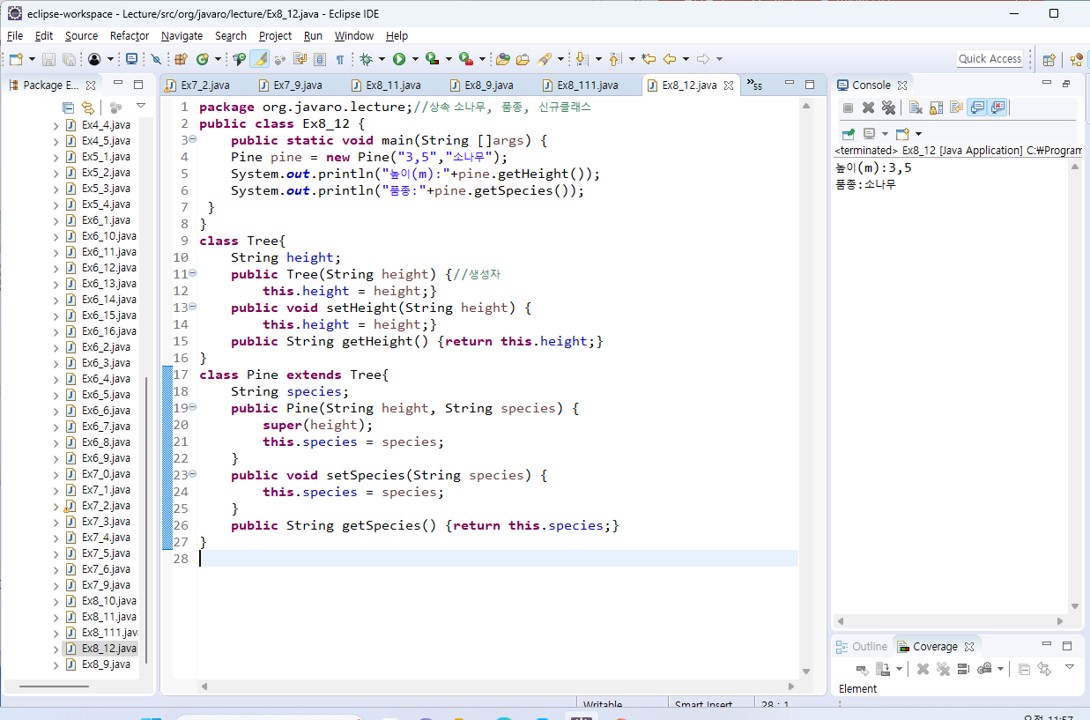 eclipse-workspace - Lecture/src/org/javaro/lecture/Ex8_12.java - Eclipse IDE
File Edit Source Refactor Navigate Search Project Run Window Help
Quick Access
Package E...
Ex4_4.java
Ex4_5.java
Ex5_1.java
Ex5_2.java
Ex5_3.java
Ex5_4.java
Ex6_1.java
Ex6_10.java
Ex6_11.java
Ex6_12.java
Ex6_13.java
Ex6_14.java
Ex6_15.java
Ex6_16.java
Ex6_2.java
Ex6_3.java
Ex6_4.java
Ex6_5.java
Ex6_6.java
Ex6_7.java
Ex6_8.java
Ex6_9.java
Ex7_0.java
Ex7_1.java
Ex7_2.java
Ex7_3.java
Ex7_4.java
Ex7_5.java
Ex7_6.java
Ex7_9.java
Ex8_10.java
Ex8_11.java
Ex8_111.jav
Ex8_12.java
Ex8_9.java
Ex7_2.java Ex7_9.java Ex8_11.java Ex8_9.java Ex8_111.java Ex8_12.java »55
1 package org.javaro.lecture;//상속 소나무, 품종, 신규클래스
2 public class Ex8_12 {
3 public static void main(String []args) {
4 Pine pine = new Pine("3,5","소나무");
5 System.out.println("높이(m):"+pine.getHeight());
6 System.out.println("품종:"+pine.getSpecies());
7 }
8 }
9 class Tree{
10 String height;
11 public Tree(String height) {//생성자
12 this.height = height;}
13 public void setHeight(String height) {
14 this.height = height;}
15 public String getHeight() {return this.height;}
16 }
17 class Pine extends Tree{
18 String species;
19 public Pine(String height, String species) {
20 super(height);
21 this.species = species;
22 }
23 public void setSpecies(String species) {
24 this.species = species;
25 }
26 public String getSpecies() {return this.species;}
27 }
28
Console
<terminated> Ex8_12 [Java Application] C:₩Program
높이(m):3,5
품종:소나무
Outline Coverage
Element
Writable Smart Insert 28 : 1
오전 11:57